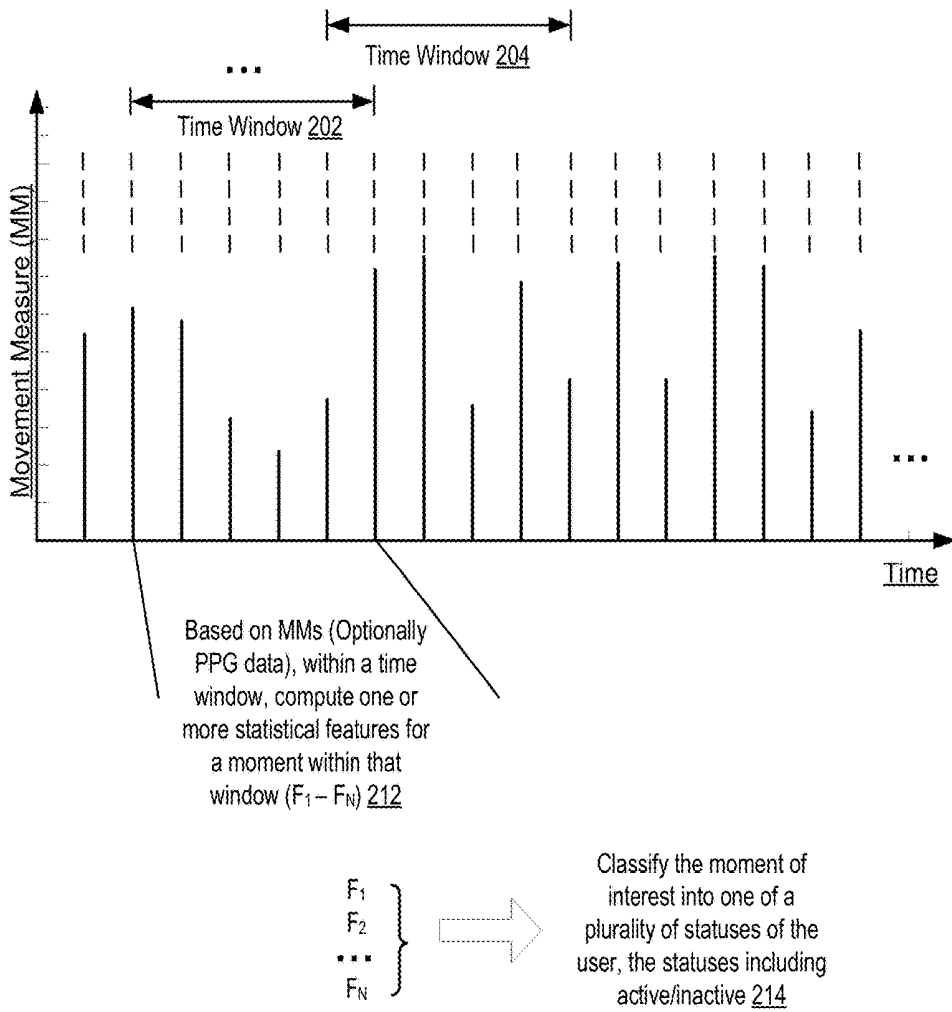 Time Window 204
...
Time Window 202
Movement Measure (MM)
...
Time
Based on MMs (Optionally
PPG data), within a time
window, compute one or
more statistical features for
a moment within that
window (F1 – FN) 212
F1
F2
...
FN
Classify the moment of
interest into one of a
plurality of statuses of the
user, the statuses including
active/inactive 214